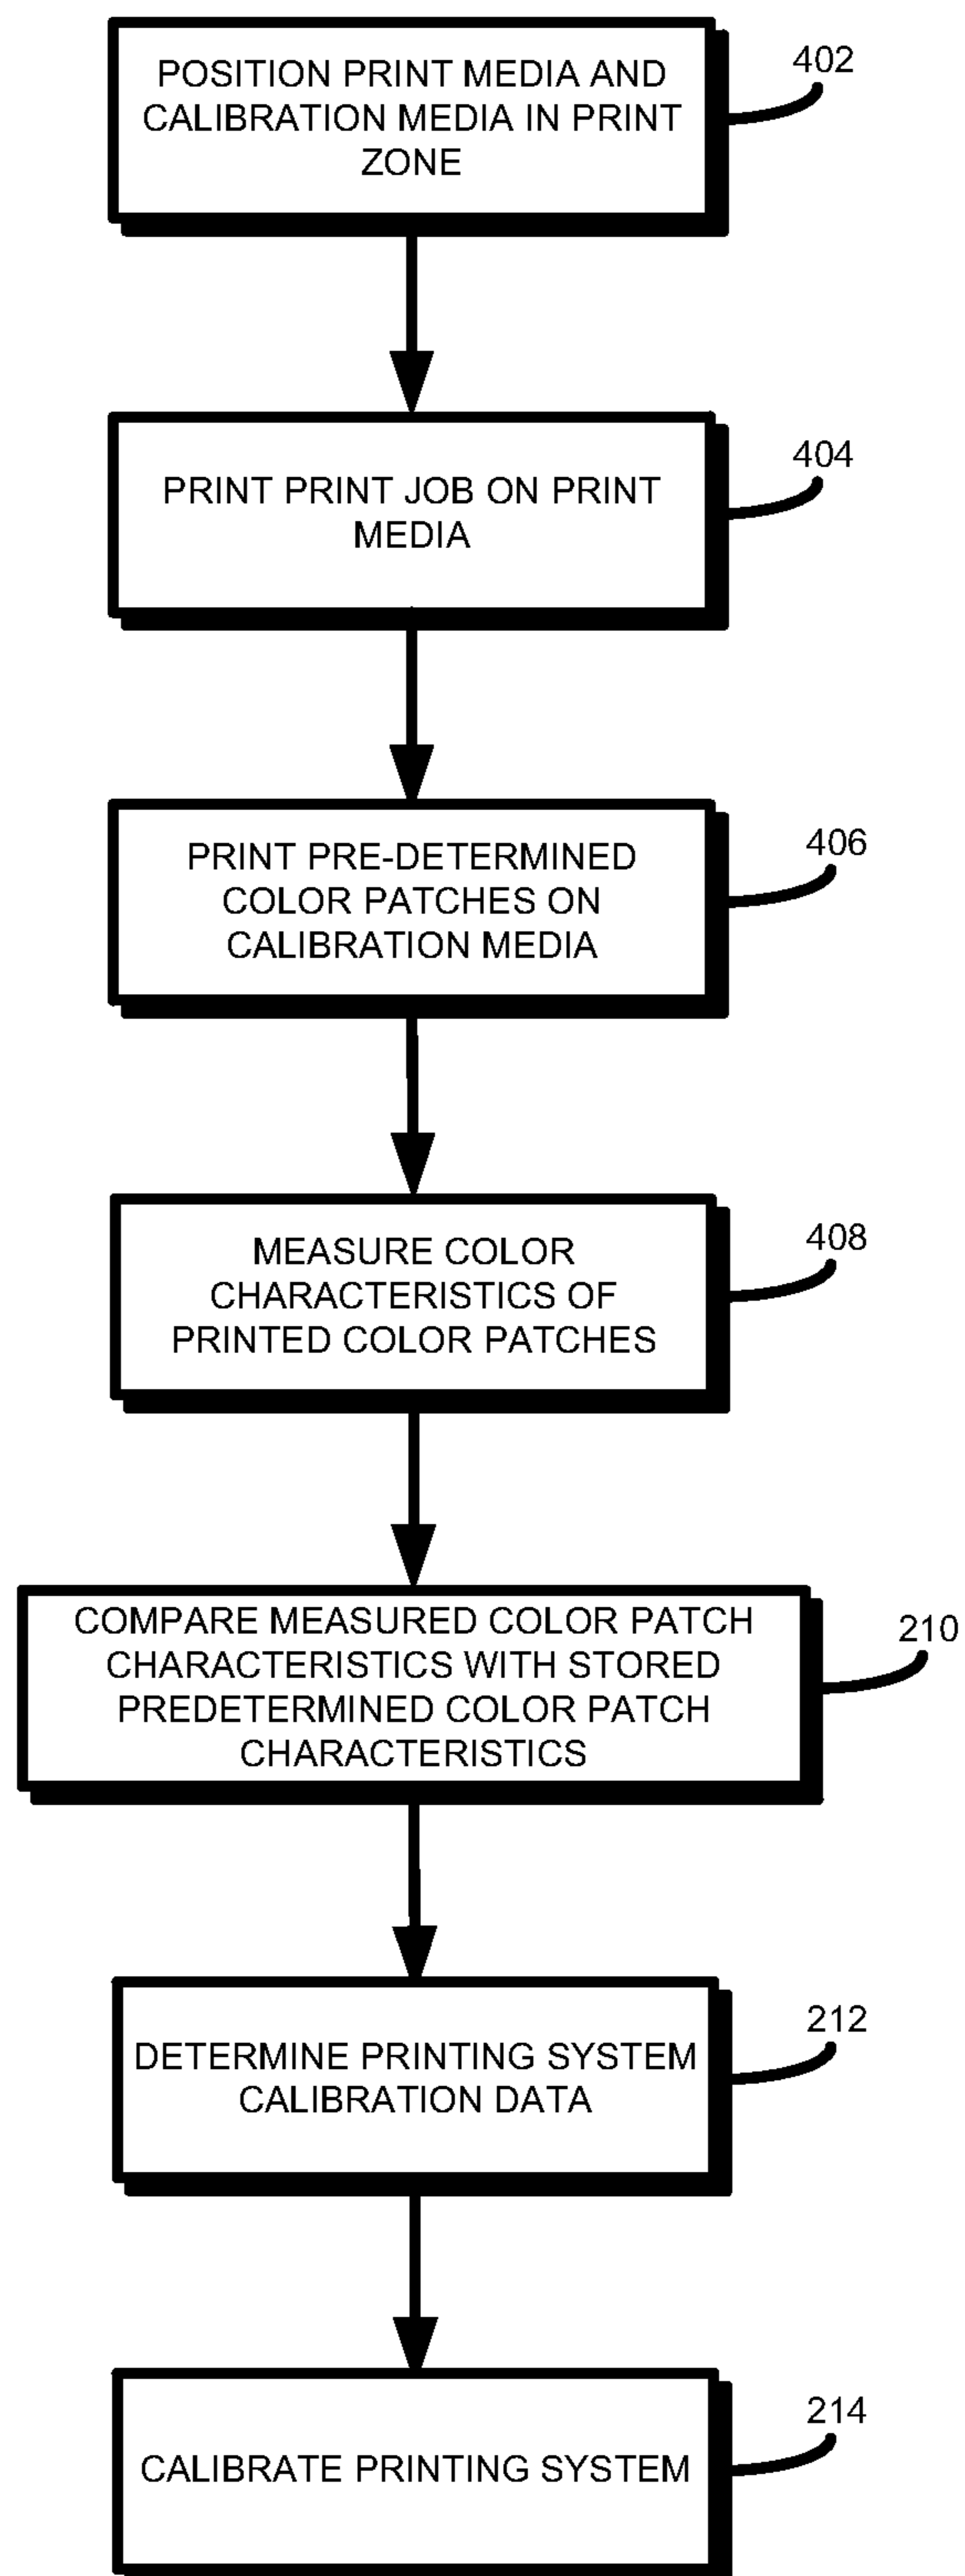 POSITION PRINT MEDIA AND
CALIBRATION MEDIA IN PRINT
ZONE
402
PRINT PRINT JOB ON PRINT
MEDIA
404
PRINT PRE-DETERMINED
COLOR PATCHES ON
CALIBRATION MEDIA
406
MEASURE COLOR
CHARACTERISTICS OF
PRINTED COLOR PATCHES
408
COMPARE MEASURED COLOR PATCH
CHARACTERISTICS WITH STORED
PREDETERMINED COLOR PATCH
CHARACTERISTICS
210
DETERMINE PRINTING SYSTEM
CALIBRATION DATA
212
CALIBRATE PRINTING SYSTEM
214